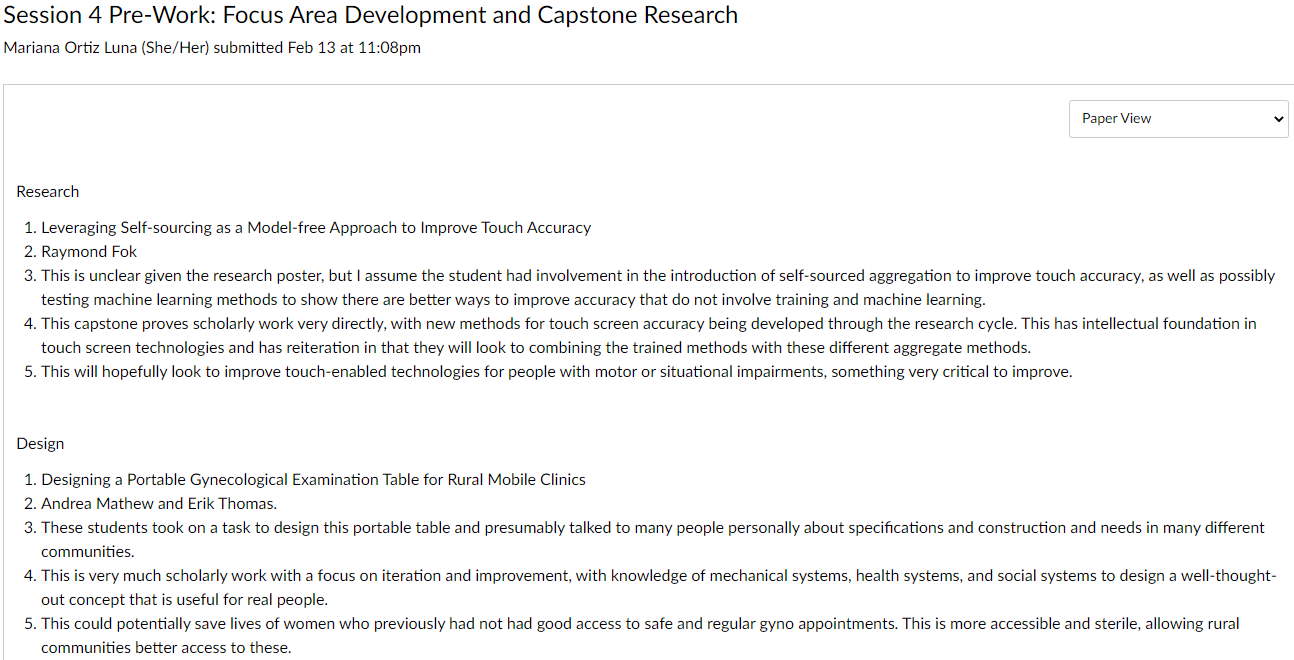 Session 4 Pre-Work: Focus Area Development and Capstone Research
Mariana Ortiz Luna (She/Her) submitted Feb 13 at 11:08pm
Paper View
Research
1. Leveraging Self-sourcing as a Model-free Approach to Improve Touch Accuracy
2. Raymond Fok
3. This is unclear given the research poster, but I assume the student had involvement in the introduction of self-sourced aggregation to improve touch accuracy, as well as possibly
testing machine learning methods to show there are better ways to improve accuracy that do not involve training and machine learning.
4. This capstone proves scholarly work very directly, with new methods for touch screen accuracy being developed through the research cycle. This has intellectual foundation in
touch screen technologies and has reiteration in that they will look to combining the trained methods with these different aggregate methods.
5. This will hopefully look to improve touch-enabled technologies for people with motor or situational impairments, something very critical to improve.
Design
1. Designing a Portable Gynecological Examination Table for Rural Mobile Clinics
2. Andrea Mathew and Erik Thomas.
3. These students took on a task to design this portable table and presumably talked to many people personally about specifications and construction and needs in many different
communities.
4. This is very much scholarly work with a focus on iteration and improvement, with knowledge of mechanical systems, health systems, and social systems to design a well-thought-
out concept that is useful for real people.
5. This could potentially save lives of women who previously had not had good access to safe and regular gyno appointments. This is more accessible and sterile, allowing rural
communities better access to these.